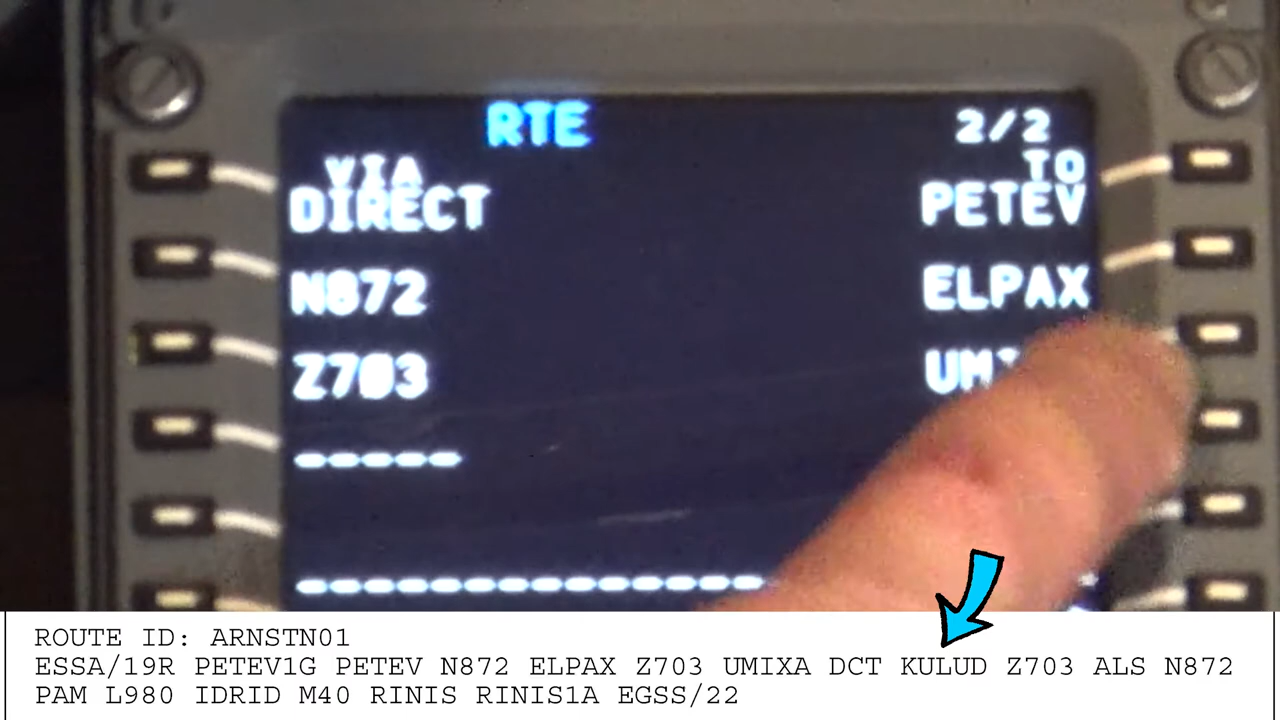 RTE 2/2
VIA TO
DIRECT PETEV
N872 ELPAX
Z703
-----
--------------
ROUTE ID: ARNSTN01
ESSA/19R PETEV1G PETEV N872 ELPAX Z703 UMIXA DCT KULUD Z703 ALS N872
PAM L980 IDRID M40 RINIS RINIS1A EGSS/22